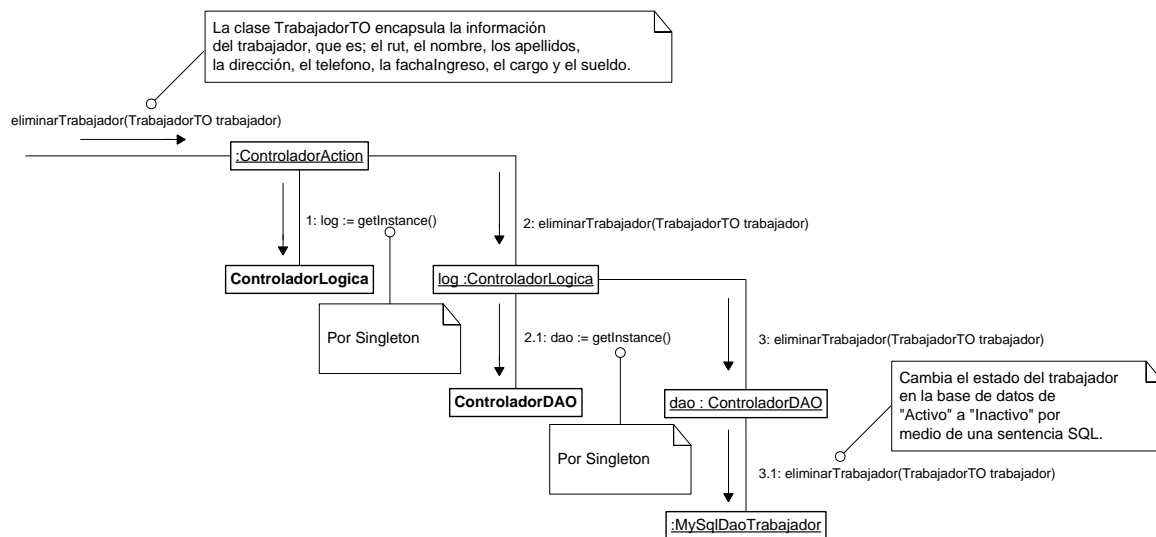 La clase TrabajadorTO encapsula la información
del trabajador, que es; el rut, el nombre, los apellidos,
la dirección, el telefono, la fachaIngreso, el cargo y el sueldo.
eliminarTrabajador(TrabajadorTO trabajador)
:ControladorAction
1: log := getInstance()
2: eliminarTrabajador(TrabajadorTO trabajador)
ControladorLogica
log :ControladorLogica
Por Singleton
2.1: dao := getInstance()
3: eliminarTrabajador(TrabajadorTO trabajador)
ControladorDAO
dao : ControladorDAO
Cambia el estado del trabajador
en la base de datos de
"Activo" a "Inactivo" por
medio de una sentencia SQL.
Por Singleton
3.1: eliminarTrabajador(TrabajadorTO trabajador)
:MySqlDaoTrabajador